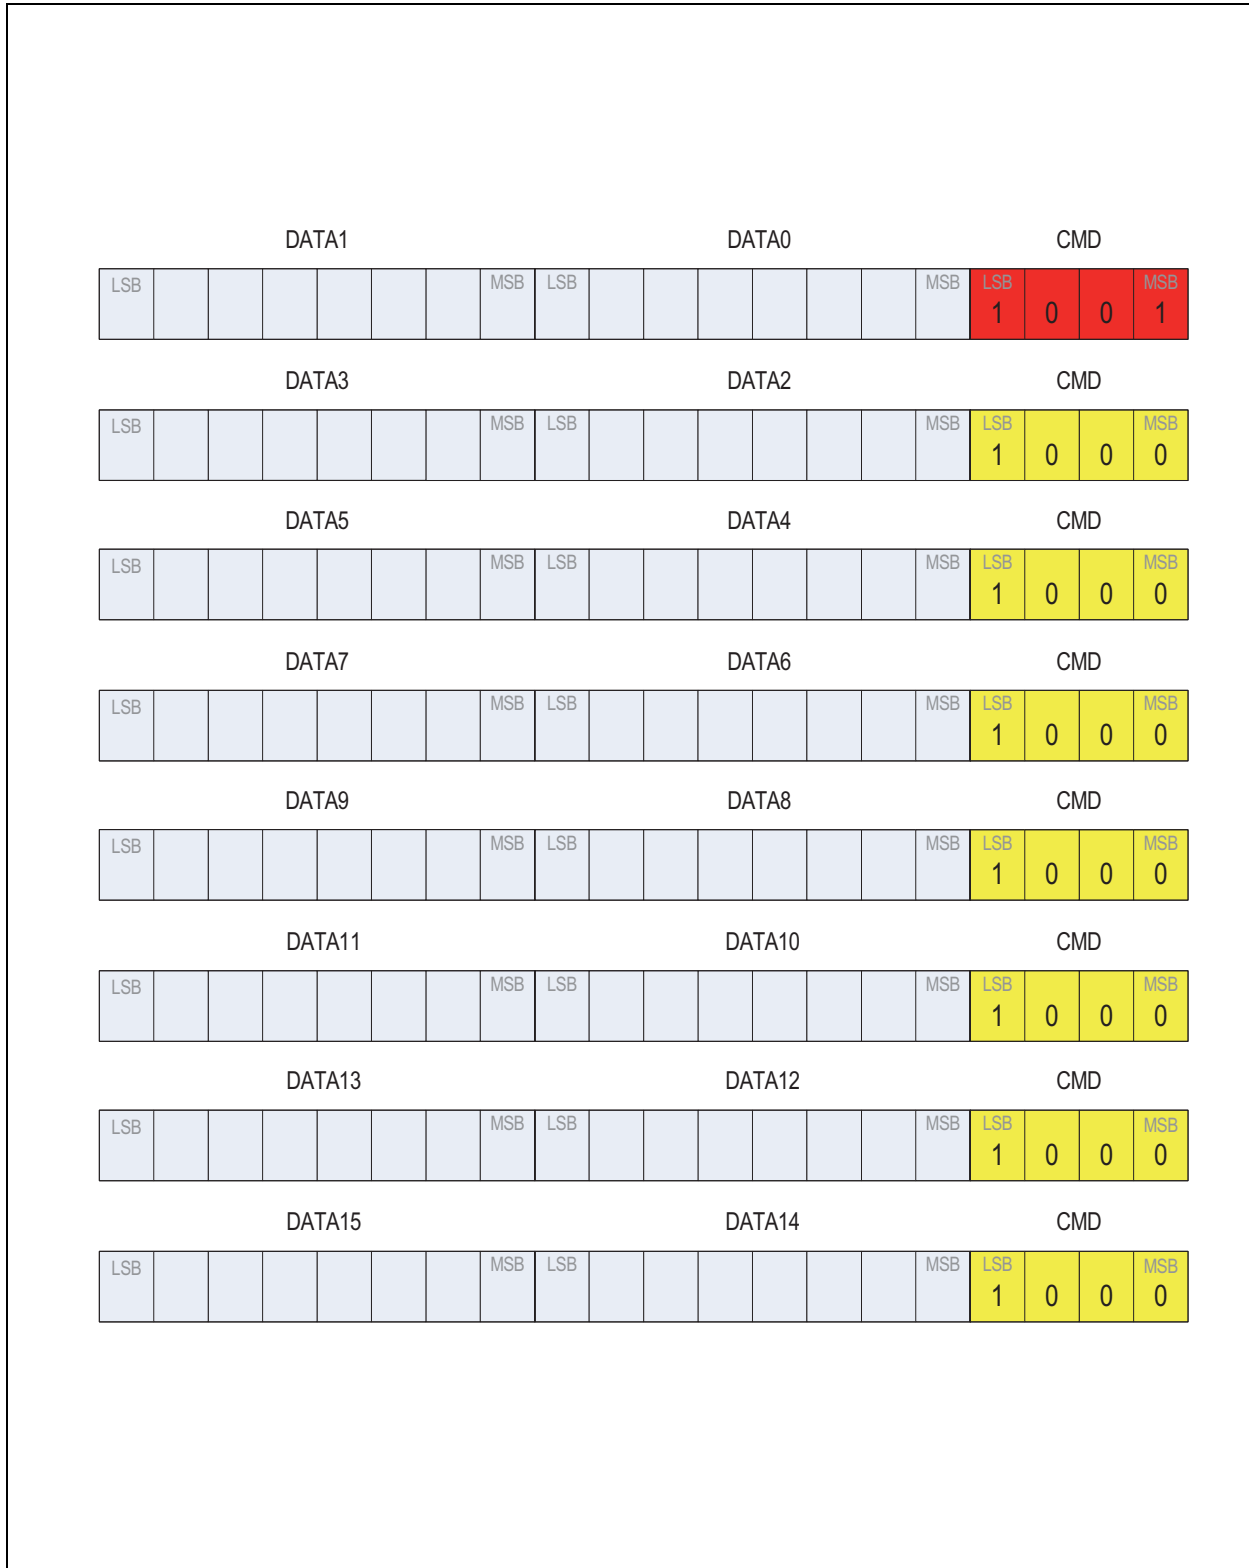 DATA1 DATA0 CMD
LSB MSB LSB MSB LSB MSB
1 0 0 1
DATA3 DATA2 CMD
LSB MSB LSB MSB LSB MSB
1 0 0 0
DATA5 DATA4 CMD
LSB MSB LSB MSB LSB MSB
1 0 0 0
DATA7 DATA6 CMD
LSB MSB LSB MSB LSB MSB
1 0 0 0
DATA9 DATA8 CMD
LSB MSB LSB MSB LSB MSB
1 0 0 0
DATA11 DATA10 CMD
LSB MSB LSB MSB LSB MSB
1 0 0 0
DATA13 DATA12 CMD
LSB MSB LSB MSB LSB MSB
1 0 0 0
DATA15 DATA14 CMD
LSB MSB LSB MSB LSB MSB
1 0 0 0